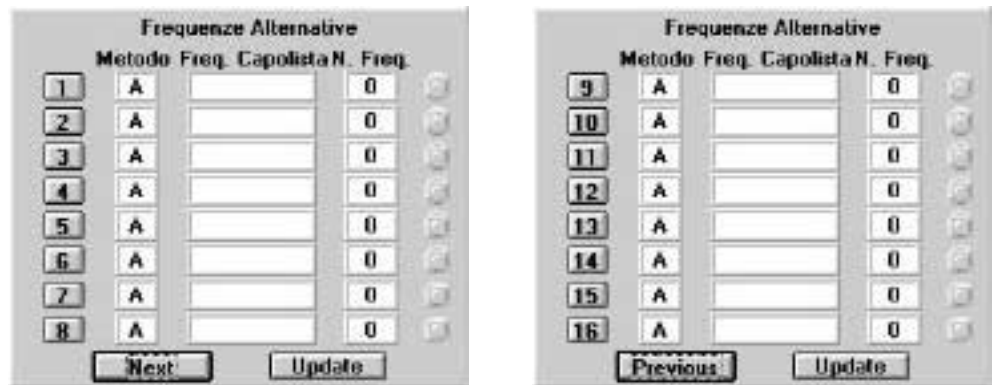 Frequenze Alternative
Metodo Freq. Capolista N. Freq.
1 A 0
2 A 0
3 A 0
4 A 0
5 A 0
6 A 0
7 A 0
8 A 0
Next Update
Frequenze Alternative
Metodo Freq. Capolista N. Freq.
9 A 0
10 A 0
11 A 0
12 A 0
13 A 0
14 A 0
15 A 0
16 A 0
Previous Update